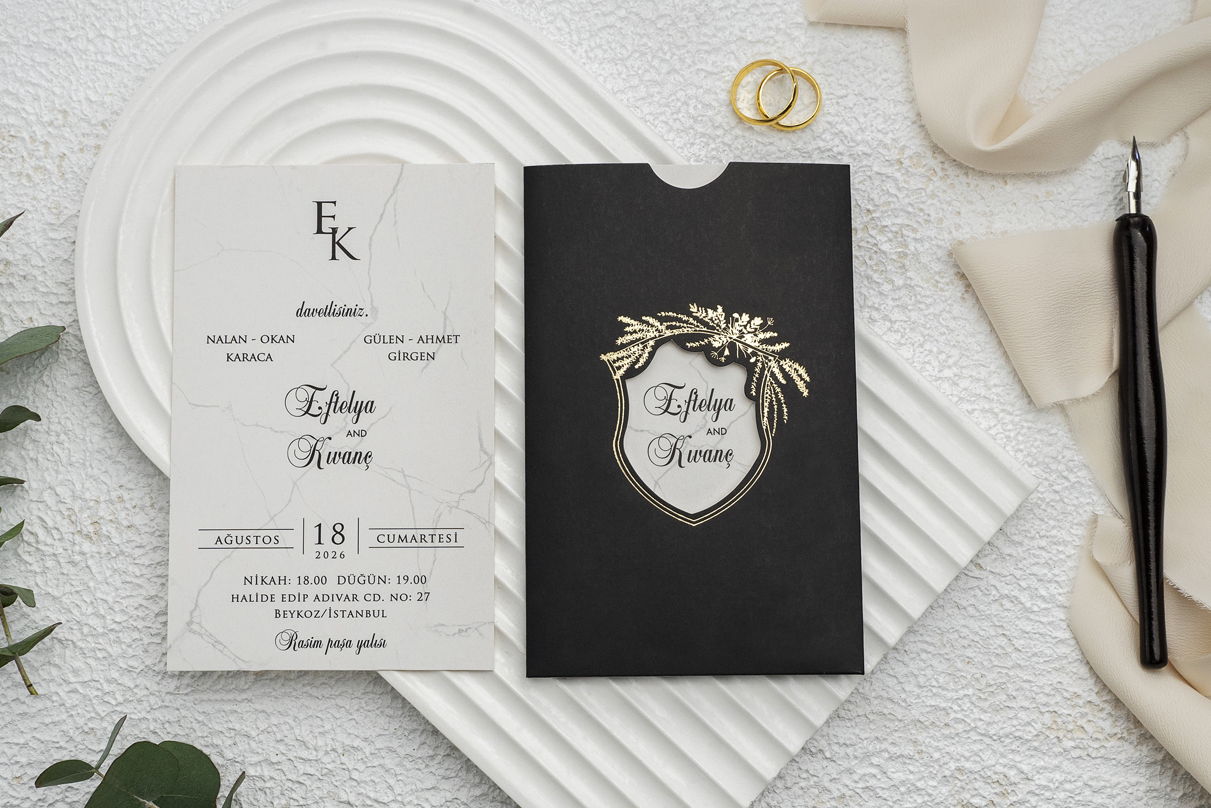 EK
davetlisiniz.
NALAN - OKAN
KARACA
GÜLEN - AHMET
GİRGEN
Eftelya
AND
Kıvanç
AĞUSTOS
18
2026
CUMARTESİ
NİKAH: 18.00 DÜĞÜN: 19.00
HALİDE EDİP ADIVAR CD. NO: 27
BEYKOZ/İSTANBUL
Rasim paşa yalısı
Eftelya
AND
Kıvanç